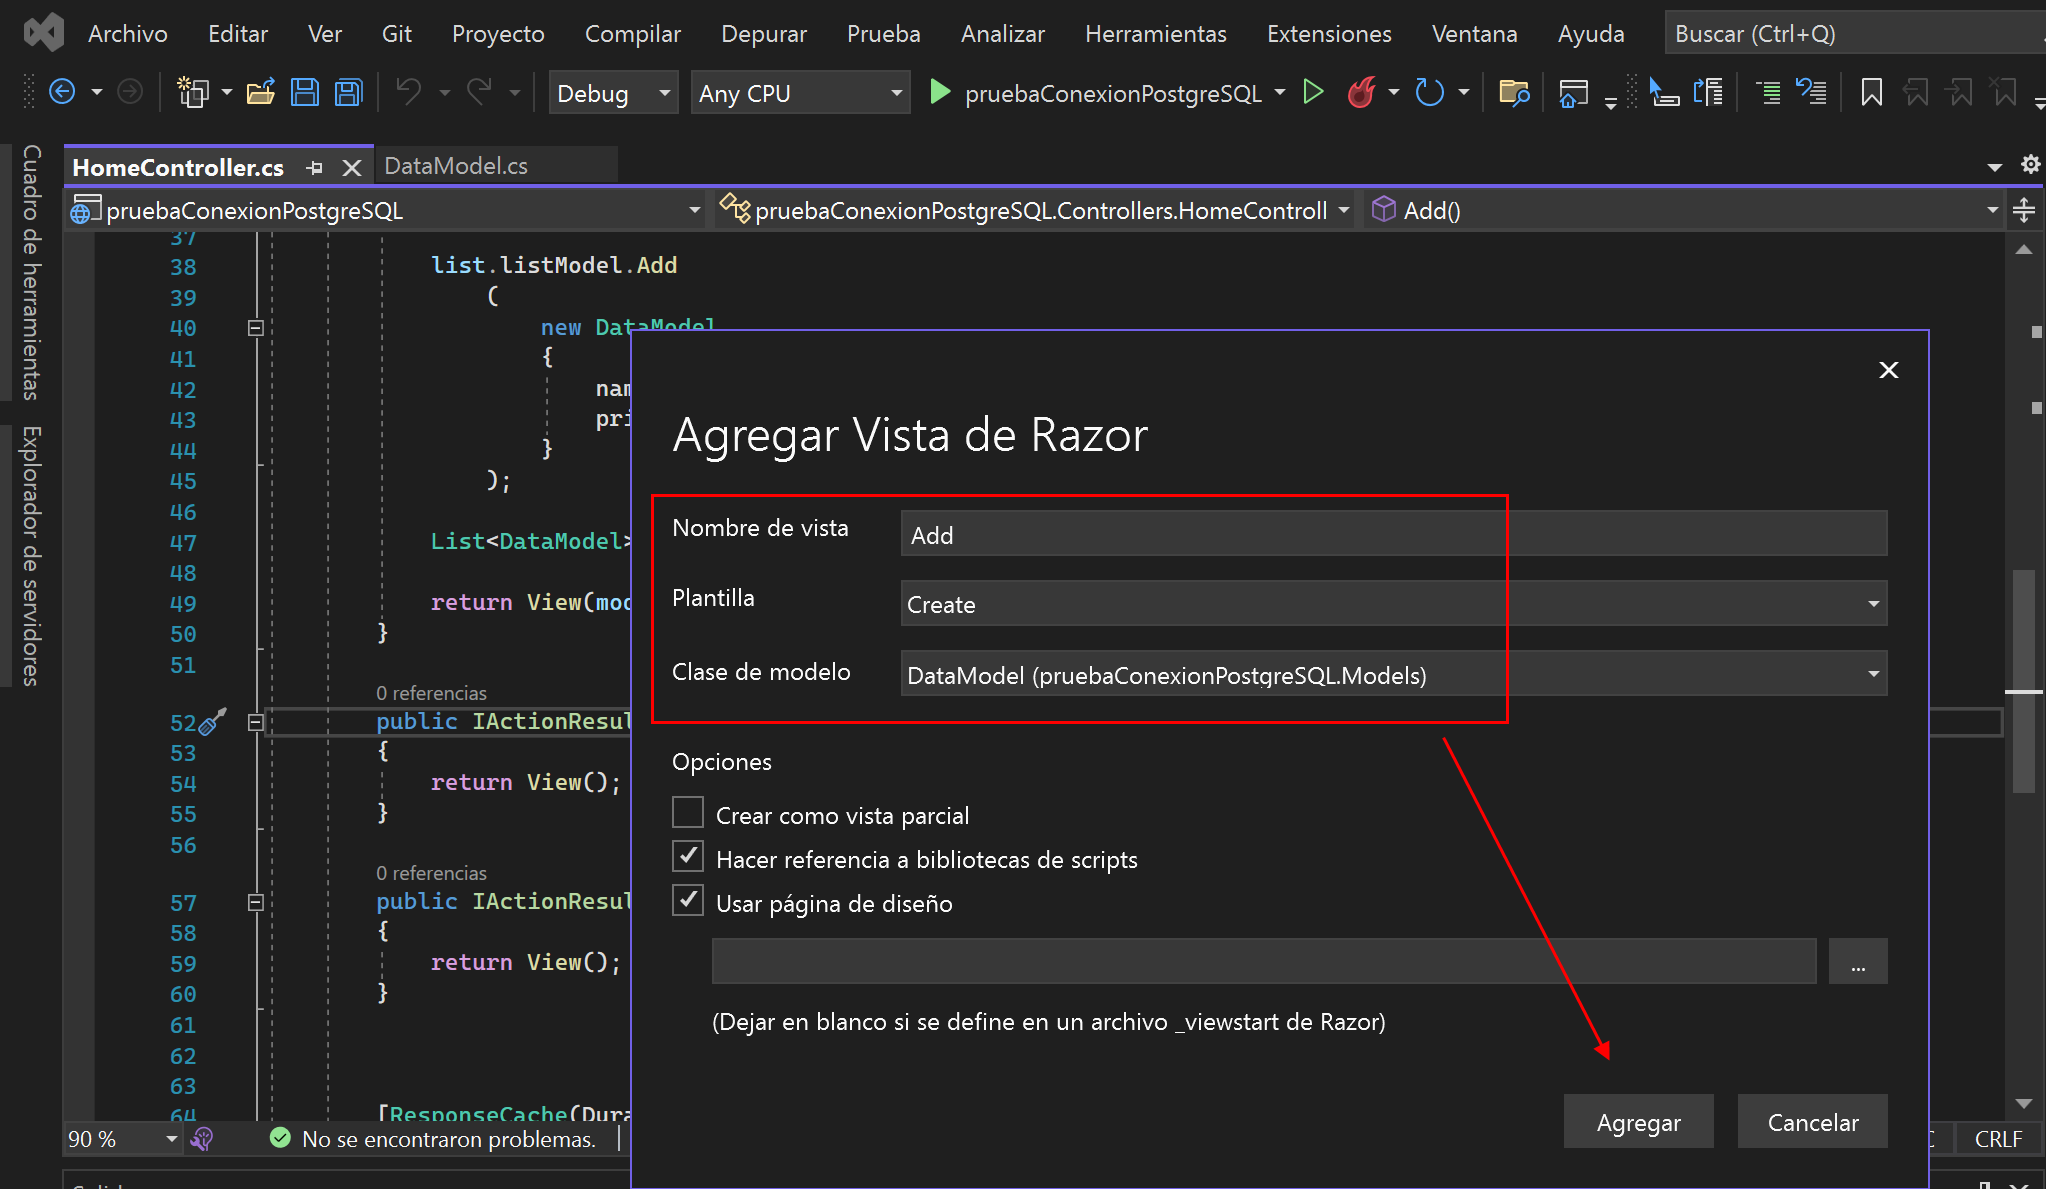 Archivo Editar Ver Git Proyecto Compilar Depurar Prueba Analizar Herramientas Extensiones Ventana Ayuda Buscar (Ctrl+Q)
Debug Any CPU pruebaConexionPostgreSQL
HomeController.cs DataModel.cs
pruebaConexionPostgreSQL pruebaConexionPostgreSQL.Controllers.HomeControll Add()
Cuadro de herramientas
Explorador de servidores
37
38 list.listModel.Add
39 (
40 new DataModel
41 {
42 nam
43 pri
44 }
45 );
46
47 List<DataModel>
48
49 return View(mod
50 }
51
0 referencias
52 public IActionResul
53 {
54 return View();
55 }
56
0 referencias
57 public IActionResul
58 {
59 return View();
60 }
61
62
63
64 [ResponseCache(Dura
90 % No se encontraron problemas. CRLF
Agregar Vista de Razor
Nombre de vista Add
Plantilla Create
Clase de modelo DataModel (pruebaConexionPostgreSQL.Models)
Opciones
Crear como vista parcial
Hacer referencia a bibliotecas de scripts
Usar página de diseño
...
(Dejar en blanco si se define en un archivo _viewstart de Razor)
Agregar Cancelar